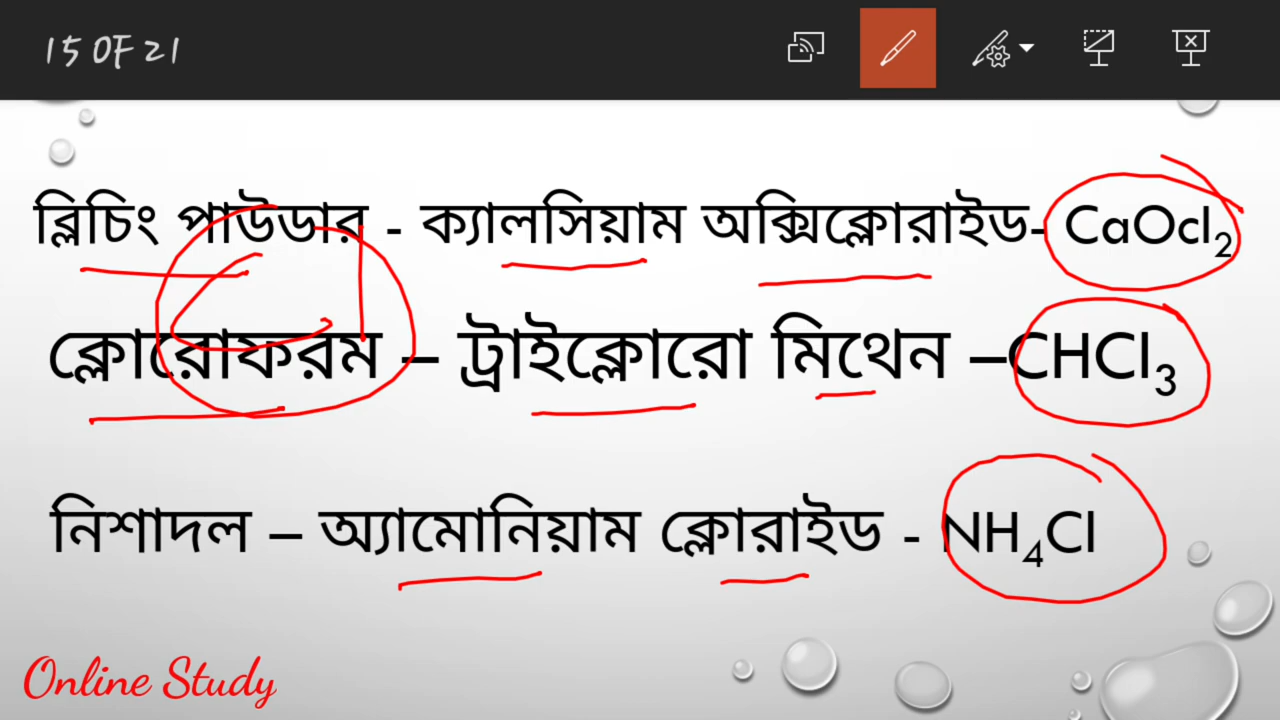 15 OF 21
ব্লিচিং পাউডার - ক্যালসিয়াম অক্সিক্লোরাইড- CaOcl₂
ক্লোরোফরম – ট্রাইক্লোরো মিথেন –CHCl₃
নিশাদল – অ্যামোনিয়াম ক্লোরাইড - NH₄Cl
Online Study